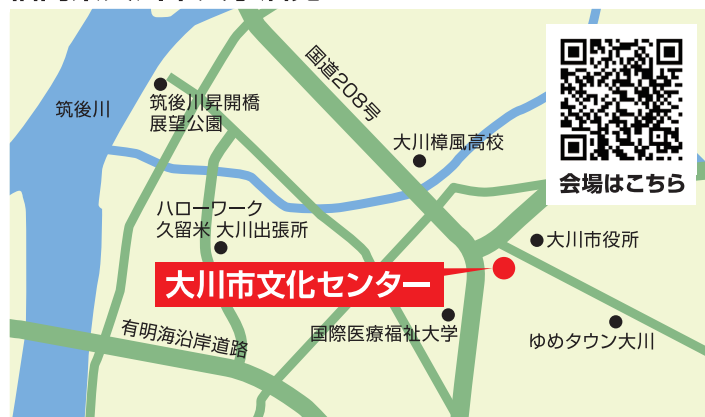 国道208号
筑後川
筑後川昇開橋
展望公園
大川樟風高校
会場はこちら
ハローワーク
久留米 大川出張所
大川市役所
大川市文化センター
国際医療福祉大学
ゆめタウン大川
有明海沿岸道路